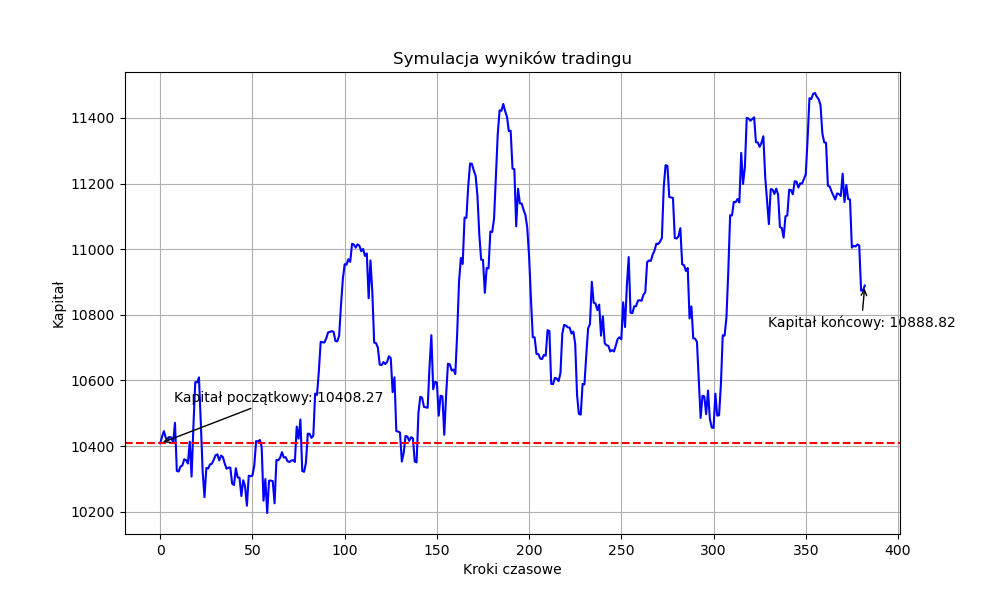 Symulacja wyników tradingu
Kapitał
11400
11200
11000
10800
10600
10400
10200
Kapitał początkowy: 10408.27
Kapitał końcowy: 10888.82
0 50 100 150 200 250 300 350 400
Kroki czasowe